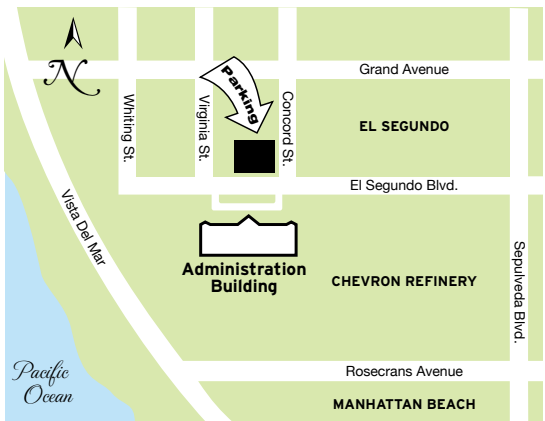 N
Grand Avenue
Parking
Whiting St.
Virginia St.
Concord St.
EL SEGUNDO
El Segundo Blvd.
Vista Del Mar
Administration
Building
CHEVRON REFINERY
Sepulveda Blvd.
Rosecrans Avenue
Pacific
Ocean
MANHATTAN BEACH